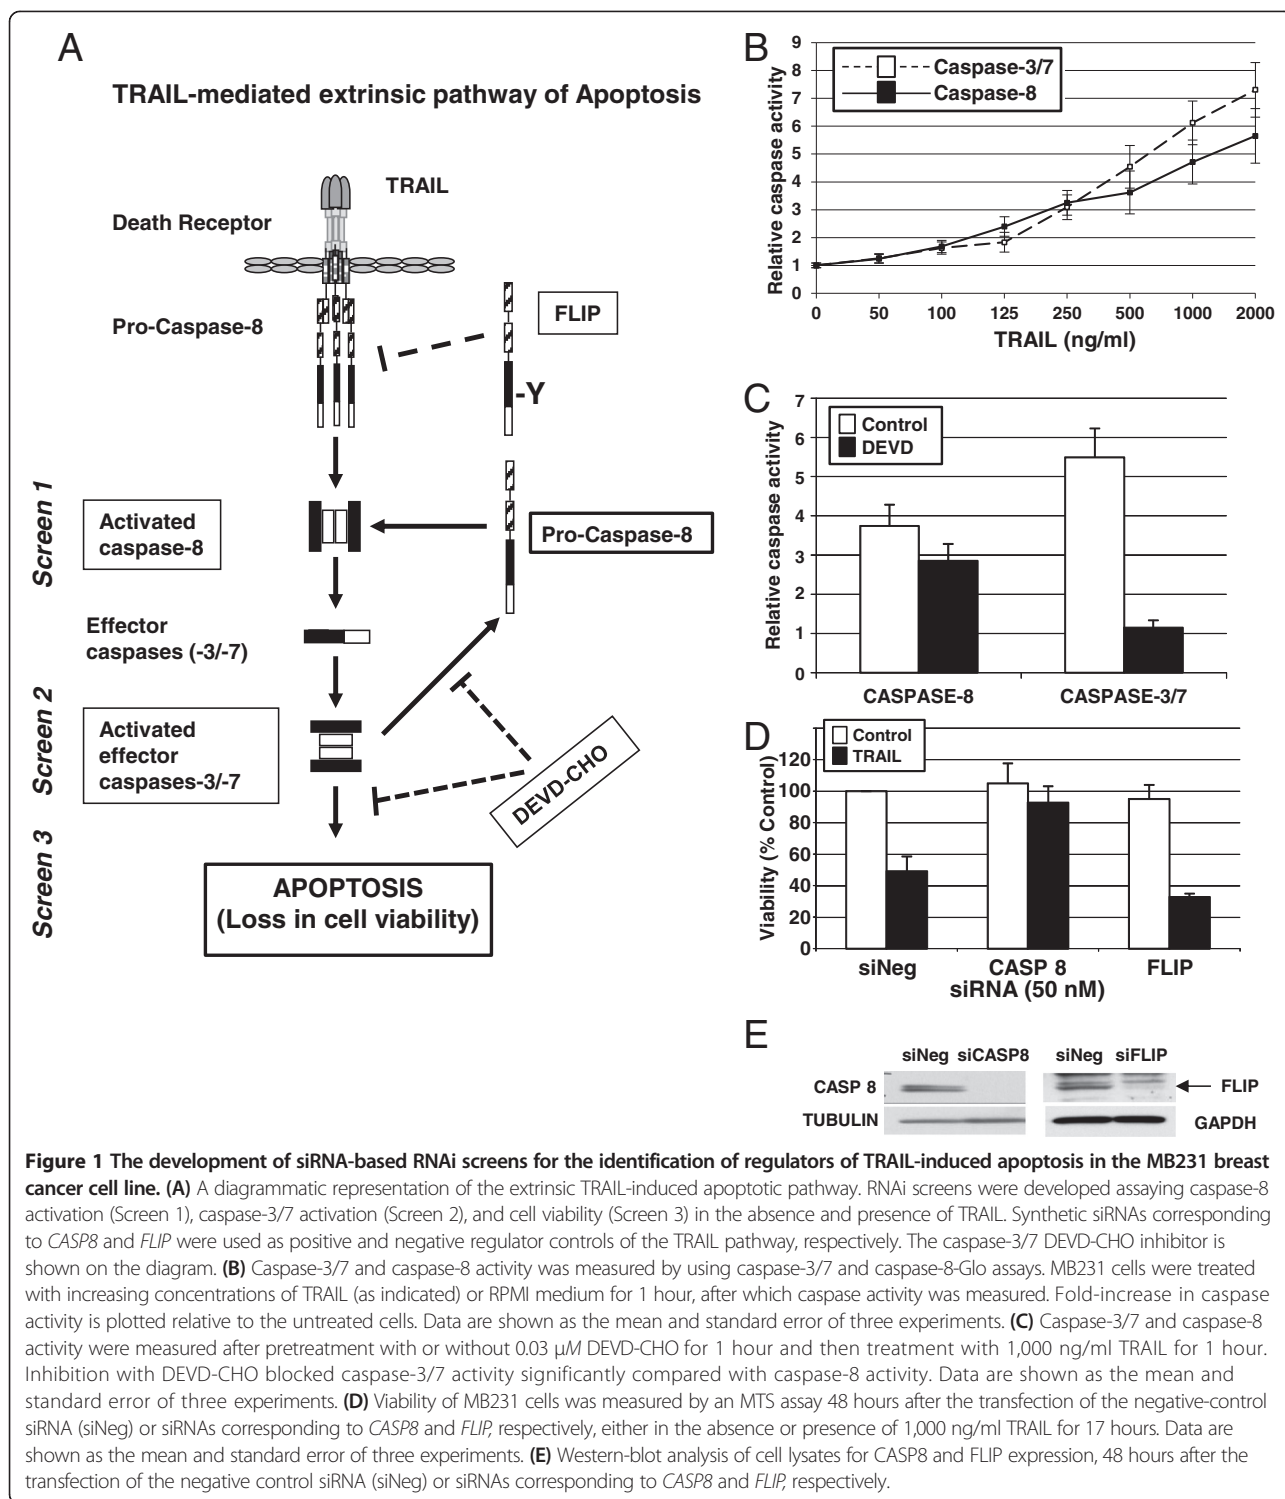 A
TRAIL-mediated extrinsic pathway of Apoptosis
TRAIL
Death Receptor
Pro-Caspase-8
FLIP
-Y
Screen 1
Activated
caspase-8
Pro-Caspase-8
Effector
caspases (-3/-7)
Screen 2
Activated
effector
caspases-3/-7
DEVD-CHO
Screen 3
APOPTOSIS
(Loss in cell viability)
B
Relative caspase activity
9
8
7
6
5
4
3
2
1
0
Caspase-3/7
Caspase-8
0 50 100 125 250 500 1000 2000
TRAIL (ng/ml)
C
Relative caspase activity
7
6
5
4
3
2
1
0
Control
DEVD
CASPASE-8 CASPASE-3/7
D
Viability (% Control)
120
100
80
60
40
20
0
Control
TRAIL
siNeg CASP 8 FLIP
siRNA (50 nM)
E
siNeg siCASP8 siNeg siFLIP
CASP 8 FLIP
TUBULIN GAPDH
Figure 1 The development of siRNA-based RNAi screens for the identification of regulators of TRAIL-induced apoptosis in the MB231 breast
cancer cell line. (A) A diagrammatic representation of the extrinsic TRAIL-induced apoptotic pathway. RNAi screens were developed assaying caspase-8
activation (Screen 1), caspase-3/7 activation (Screen 2), and cell viability (Screen 3) in the absence and presence of TRAIL. Synthetic siRNAs corresponding
to CASP8 and FLIP were used as positive and negative regulator controls of the TRAIL pathway, respectively. The caspase-3/7 DEVD-CHO inhibitor is
shown on the diagram. (B) Caspase-3/7 and caspase-8 activity was measured by using caspase-3/7 and caspase-8-Glo assays. MB231 cells were treated
with increasing concentrations of TRAIL (as indicated) or RPMI medium for 1 hour, after which caspase activity was measured. Fold-increase in caspase
activity is plotted relative to the untreated cells. Data are shown as the mean and standard error of three experiments. (C) Caspase-3/7 and caspase-8
activity were measured after pretreatment with or without 0.03 μM DEVD-CHO for 1 hour and then treatment with 1,000 ng/ml TRAIL for 1 hour.
Inhibition with DEVD-CHO blocked caspase-3/7 activity significantly compared with caspase-8 activity. Data are shown as the mean and
standard error of three experiments. (D) Viability of MB231 cells was measured by an MTS assay 48 hours after the transfection of the negative-control
siRNA (siNeg) or siRNAs corresponding to CASP8 and FLIP, respectively, either in the absence or presence of 1,000 ng/ml TRAIL for 17 hours. Data are
shown as the mean and standard error of three experiments. (E) Western-blot analysis of cell lysates for CASP8 and FLIP expression, 48 hours after the
transfection of the negative control siRNA (siNeg) or siRNAs corresponding to CASP8 and FLIP, respectively.